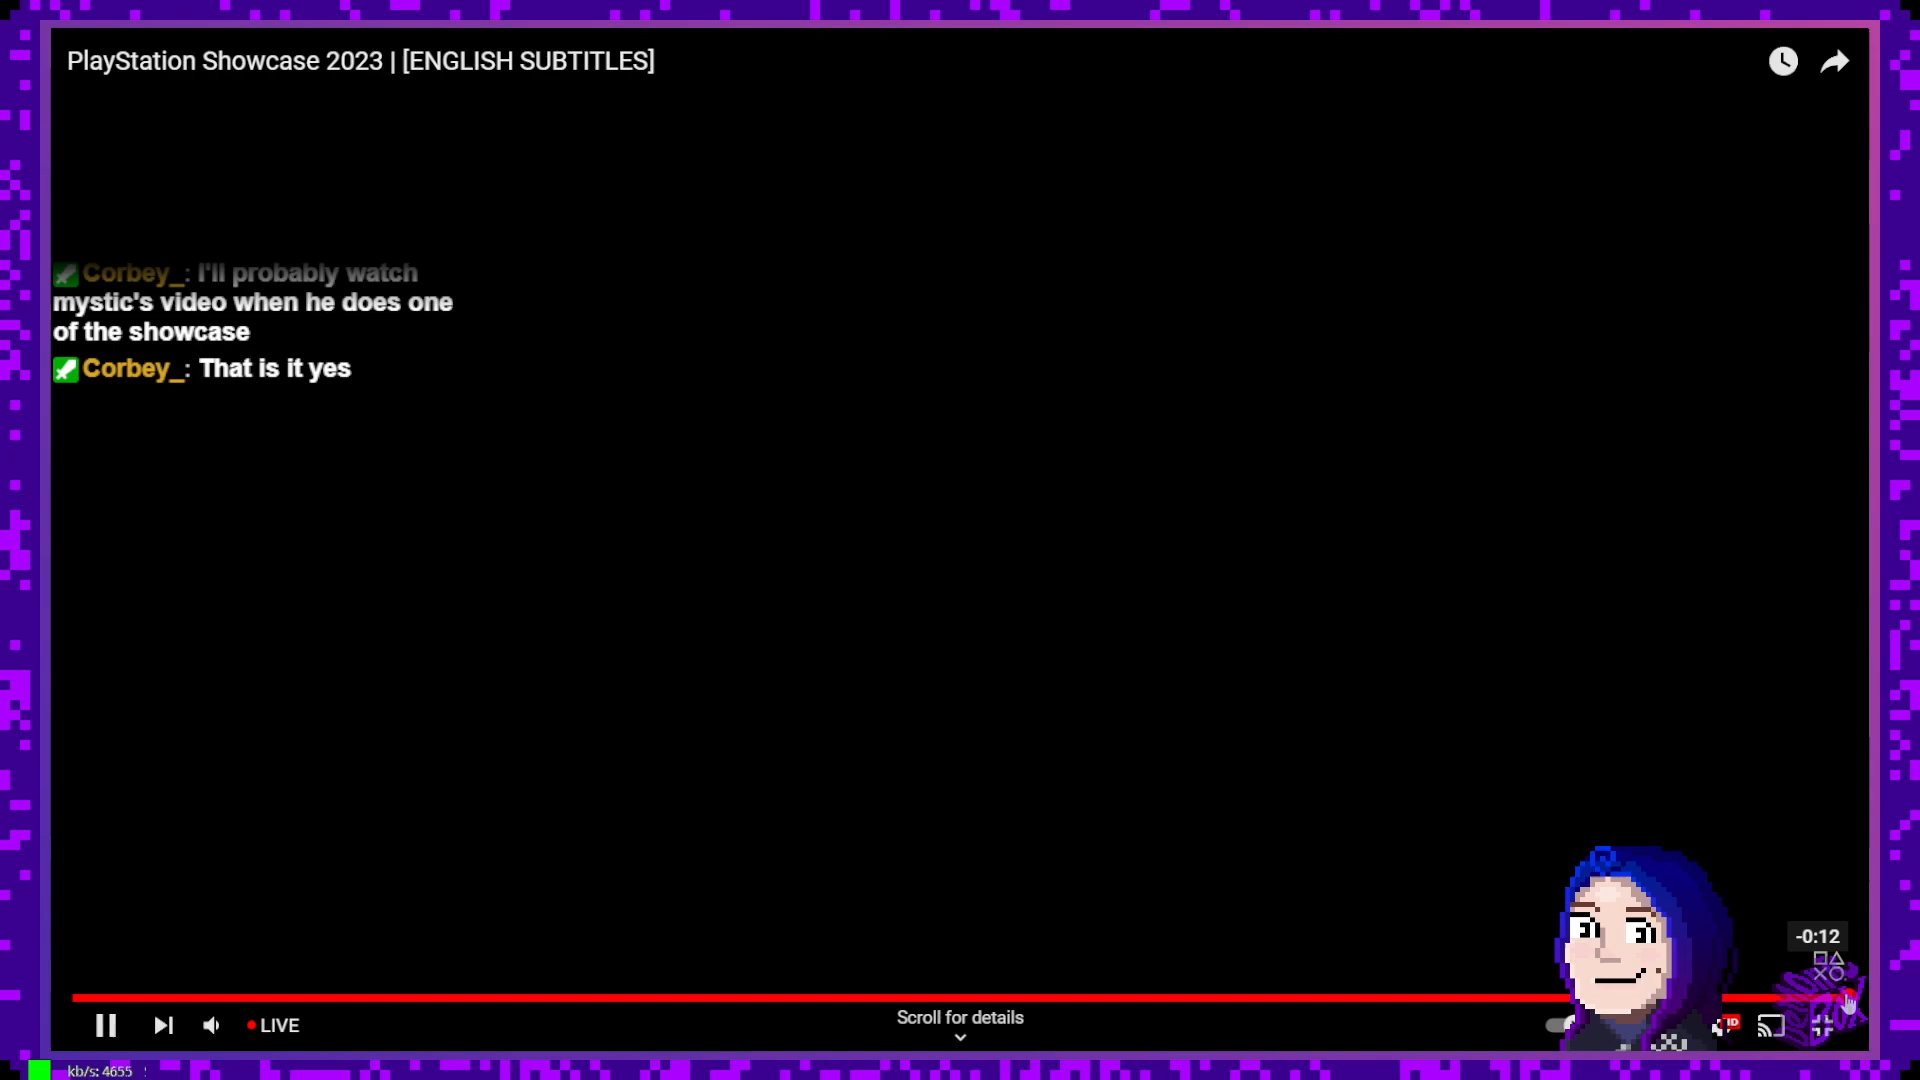 PlayStation Showcase 2023 | [ENGLISH SUBTITLES]
Corbey_: I'll probably watch
mystic's video when he does one
of the showcase
Corbey_: That is it yes
-0:12
LIVE
Scroll for details
kb/s: 4655